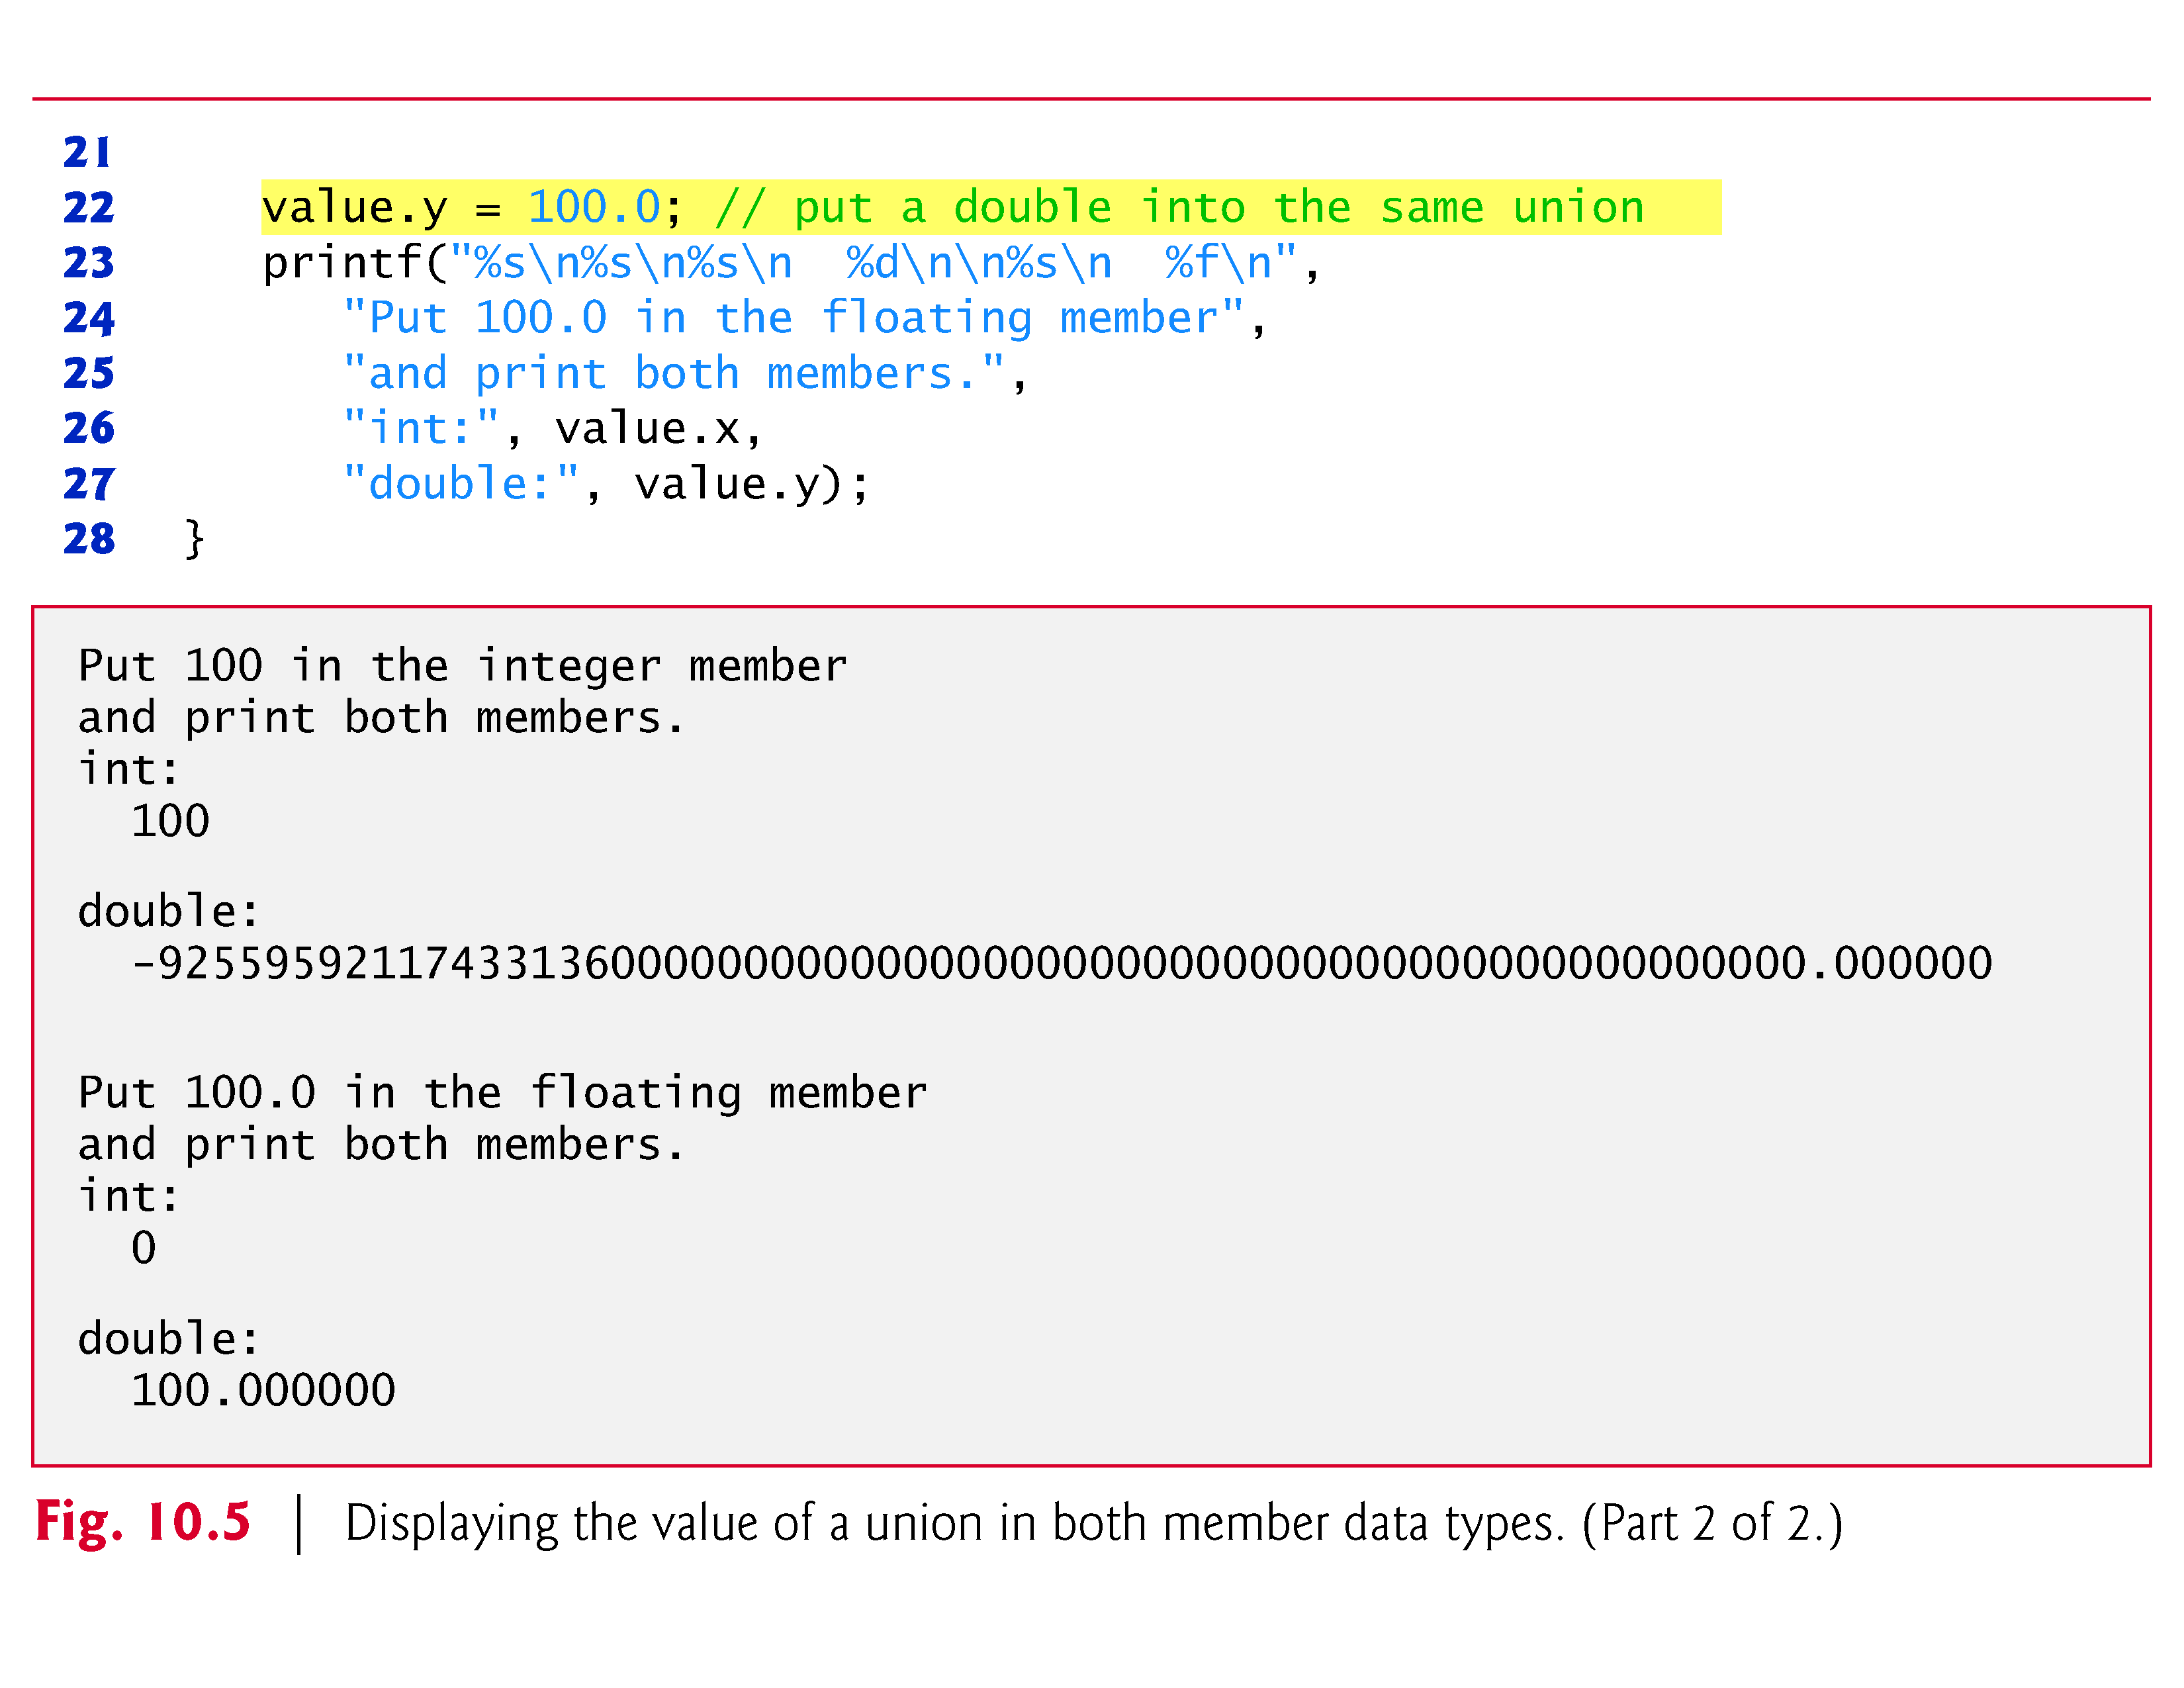 21
22 value.y = 100.0; // put a double into the same union
23 printf("%s\n%s\n%s\n  %d\n\n%s\n  %f\n",
24 "Put 100.0 in the floating member",
25 "and print both members.",
26 "int:", value.x,
27 "double:", value.y);
28 }
Put 100 in the integer member
and print both members.
int:
100
double:
-92559592117433136000000000000000000000000000000000000000000000.000000
Put 100.0 in the floating member
and print both members.
int:
0
double:
100.000000
Fig. 10.5 | Displaying the value of a union in both member data types. (Part 2 of 2.)